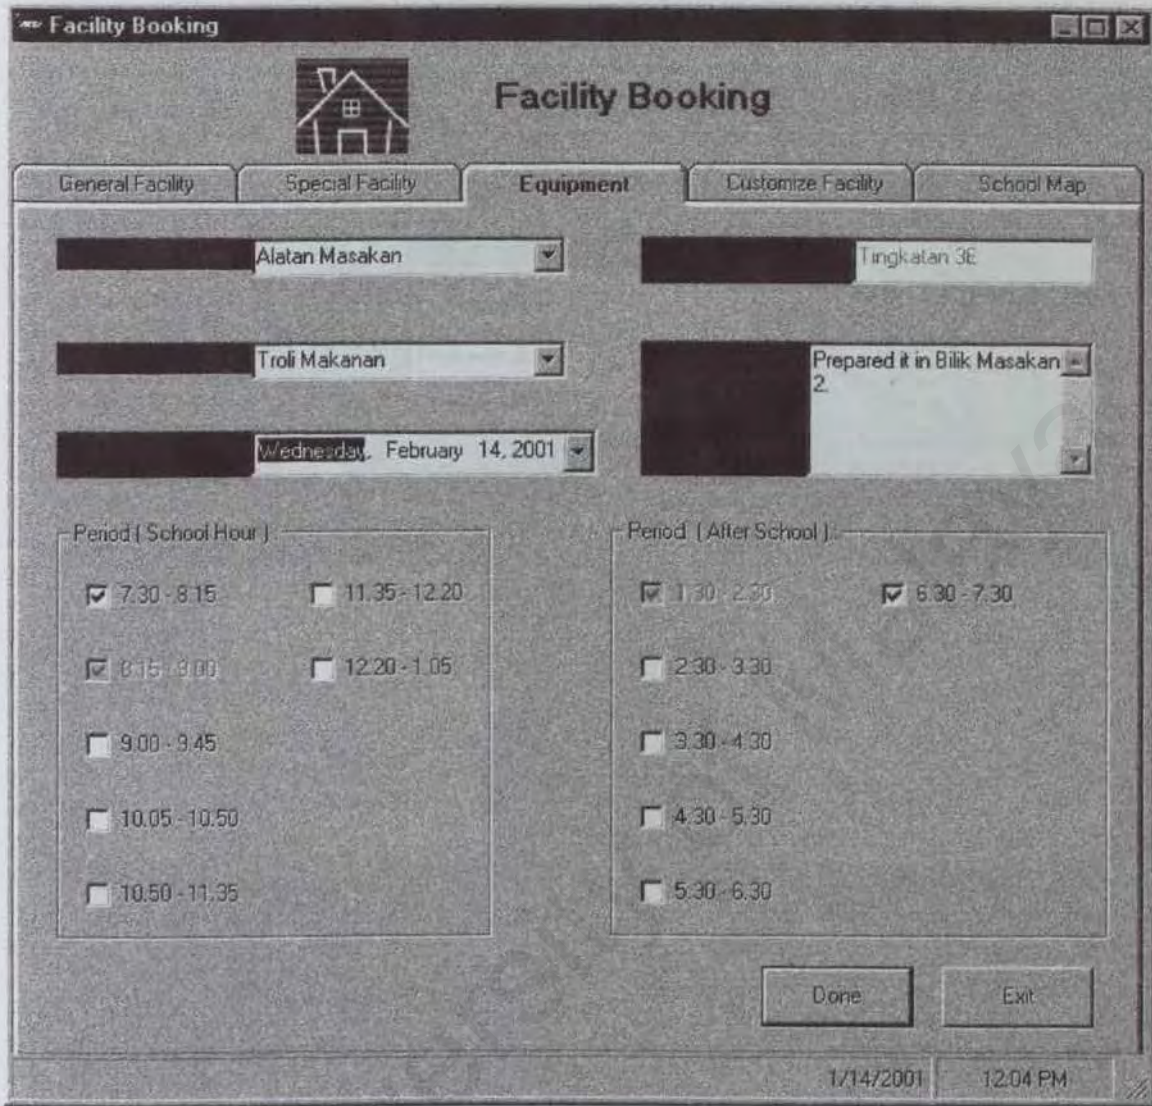 Facility Booking
Facility Booking
General Facility
Special Facility
Equipment
Customize Facility
School Map
Alatan Masakan
Tingkatan 3E
Troli Makanan
Prepared it in Bilik Masakan
2.
Wednesday, February 14, 2001
Period ( School Hour ) :
7.30 - 8.15
11.35 - 12.20
8.15 - 9.00
12.20 - 1.05
9.00 - 9.45
10.05 - 10.50
10.50 - 11.35
Period ( After School ) :
1.30 - 2.30
6.30 - 7.30
2.30 - 3.30
3.30 - 4.30
4.30 - 5.30
5.30 - 6.30
Done
Exit
1/14/2001
12:04 PM